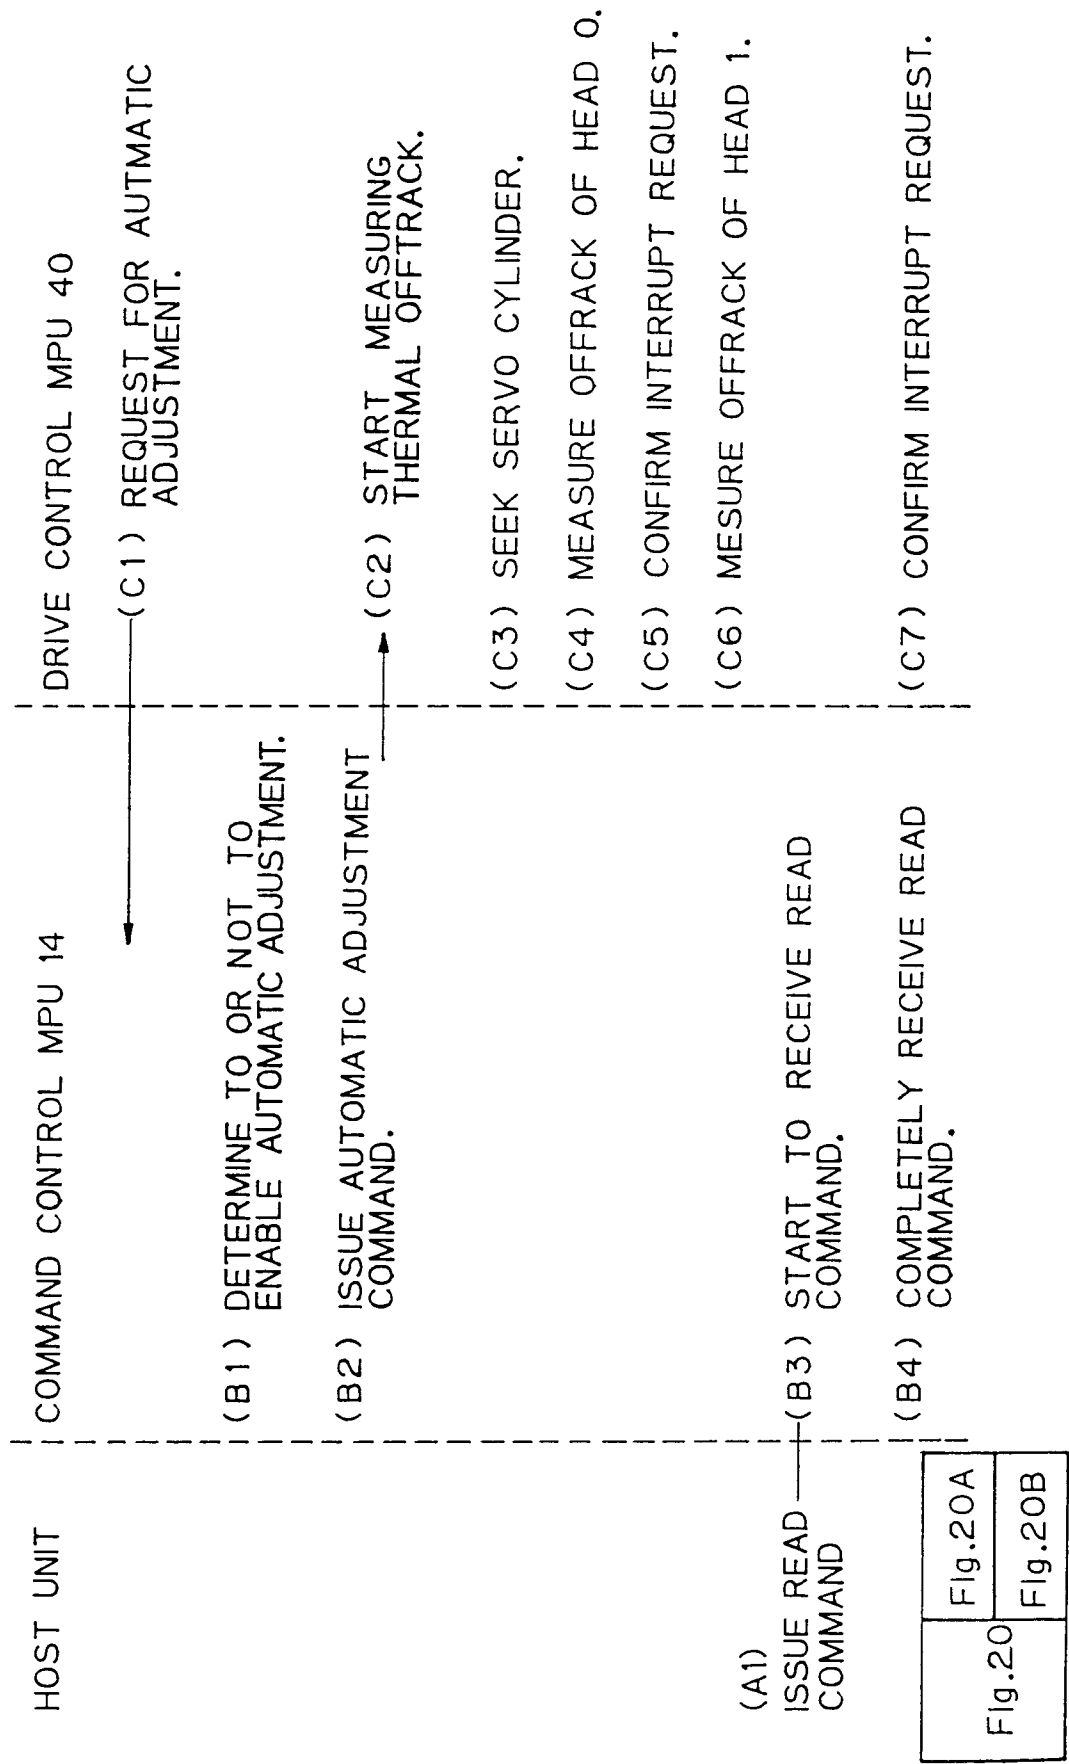 HOST UNIT
COMMAND CONTROL MPU 14
DRIVE CONTROL MPU 40
(C1) REQUEST FOR AUTMATIC
ADJUSTMENT.
(B1) DETERMINE TO OR NOT TO
ENABLE AUTOMATIC ADJUSTMENT.
(B2) ISSUE AUTOMATIC ADJUSTMENT
COMMAND.
(C2) START MEASURING
THERMAL OFFTRACK.
(C3) SEEK SERVO CYLINDER.
(C4) MEASURE OFFRACK OF HEAD 0.
(C5) CONFIRM INTERRUPT REQUEST.
(C6) MESURE OFFRACK OF HEAD 1.
(A1)
ISSUE READ
COMMAND
(B3) START TO RECEIVE READ
COMMAND.
(B4) COMPLETELY RECEIVE READ
COMMAND.
(C7) CONFIRM INTERRUPT REQUEST.
Fig.20
Fig.20A
Fig.20B